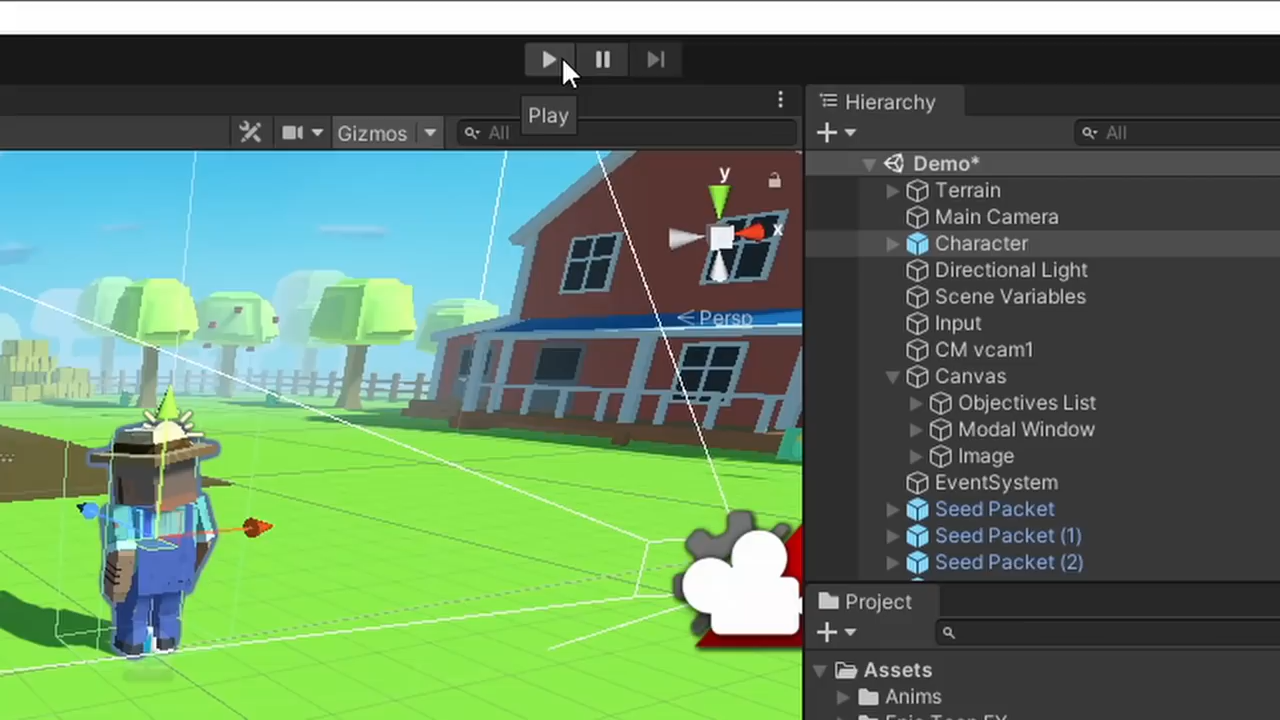 Play
Gizmos
All
y
x
Persp
Hierarchy
All
Demo*
Terrain
Main Camera
Character
Directional Light
Scene Variables
Input
CM vcam1
Canvas
Objectives List
Modal Window
Image
EventSystem
Seed Packet
Seed Packet (1)
Seed Packet (2)
Project
Assets
Anims